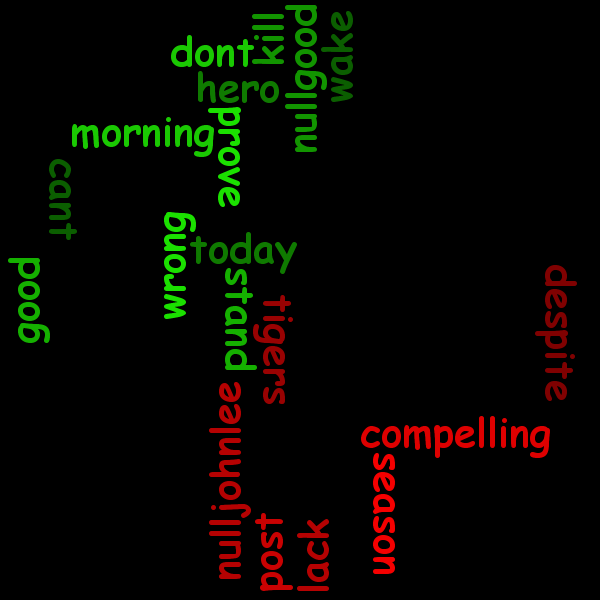 kill
nullgood
wake
dont
hero
morning
prove
cant
wrong
today
good
stand
despite
tigers
nulljohnlee
compelling
season
post
lack